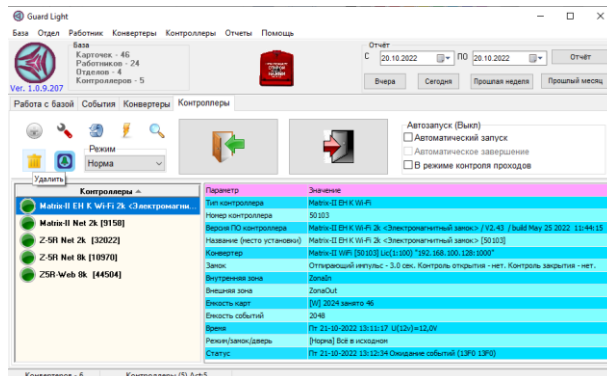 Guard Light
База Отдел Работник Конвертеры Контроллеры Отчеты Помощь
База
Карточек - 46
Работников - 24
Отделов - 4
Контроллеров - 5
Ver. 1.0.9.207
Отчёт
С 20.10.2022 ПО 20.10.2022 Отчёт
Вчера Сегодня Прошлая неделя Прошлый месяц
Работа с базой События Конвертеры Контроллеры
Режим
Норма
Удалить
Автозапуск (Выкл)
Автоматический запуск
Автоматическое завершение
В режиме контроля проходов
Контроллеры
Matrix-II EH K Wi-Fi 2k <Электромагни...
Matrix-II Net 2k [9158]
Z-5R Net 2k [32022]
Z-5R Net 8k [10970]
Z5R-Web 8k [44504]
Параметр Значение
Тип контроллера Matrix-II EH K Wi-Fi
Номер контроллера 50103
Версия ПО контроллера Matrix-II EH K Wi-Fi 2k <Электромагнитный замок> / V2.43 / build May 25 2022 11:44:15
Название (место установки) Matrix-II EH K Wi-Fi 2k <Электромагнитный замок> [50103]
Конвертер Matrix-II WiFi [50103] Lic(1:100) "192.168.100.128:1000"
Замок Отпирающий импульс - 3.0 сек. Контроль открытия - нет. Контроль закрытия - нет.
Внутренняя зона ZonaIn
Внешняя зона ZonaOut
Емкость карт [W] 2024 занято 46
Емкость событий 2048
Время Пт 21-10-2022 13:11:17 U(12v)=12,0V
Режим/замок/дверь [Норма] Всё в исходном
Статус Пт 21-10-2022 13:12:34 Ожидание событий (13F0 13F0)
Конвертеров - 6 Контроллеры (5) Act:5